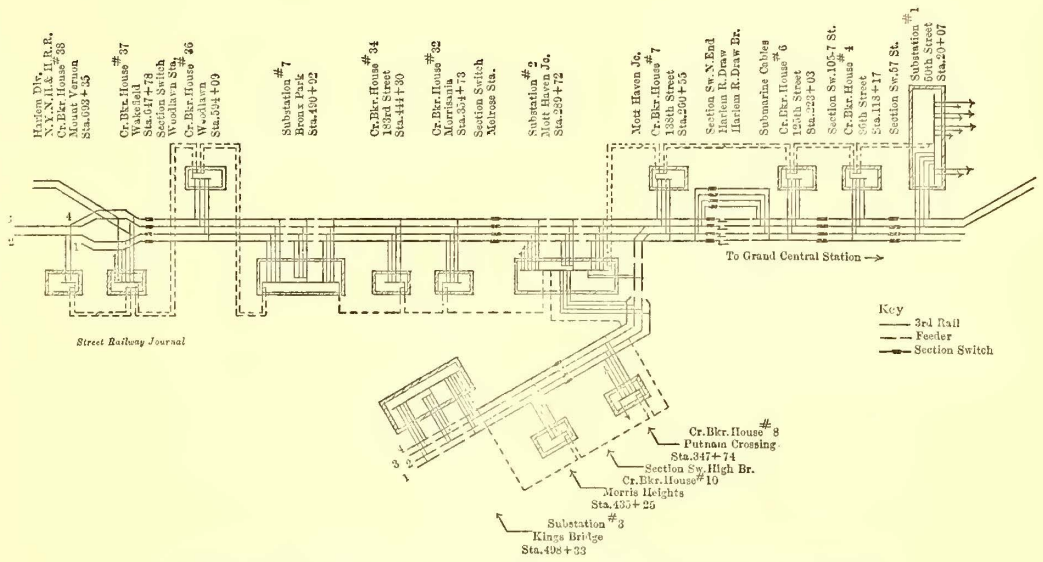 Harlem Div.
N.Y.N.H.& H.R.R.
Cr.Bkr.House #38
Mount Vernon
Sta.693+35
Cr.Bkr.House #37
Wakefield
Sta.647+78
Section Switch
Woodlawn Sta.
Cr.Bkr.House #36
Woodlawn
Sta.594+09
Substation #7
Bronx Park
Sta.490+92
Cr.Bkr.House #34
183rd Street
Sta.444+30
Cr.Bkr.House #32
Morrisania
Sta.354+73
Section Switch
Melrose Sta.
Substation #2
Mott Haven Jc.
Sta.289+72
Mott Haven Jc.
Cr.Bkr.House #7
138th Street
Sta.260+55
Section Sw.N.End
Harlem R.Draw
Harlem R.Draw Br.
Submarine Cables
Cr.Bkr.House #6
125th Street
Sta.223+03
Section Sw.105-7 St.
Cr.Bkr.House #4
86th Street
Sta.118+17
Section Sw.57 St.
Substation #1
50th Street
Sta.20+07
4
1
To Grand Central Station
Key
3rd Rail
Feeder
Section Switch
Street Railway Journal
4
3 2
1
Cr.Bkr.House #8
Putnam Crossing
Sta.347+74
Section Sw.High Br.
Cr.Bkr.House #10
Morris Heights
Sta.435+25
Substation #3
Kings Bridge
Sta.498+33